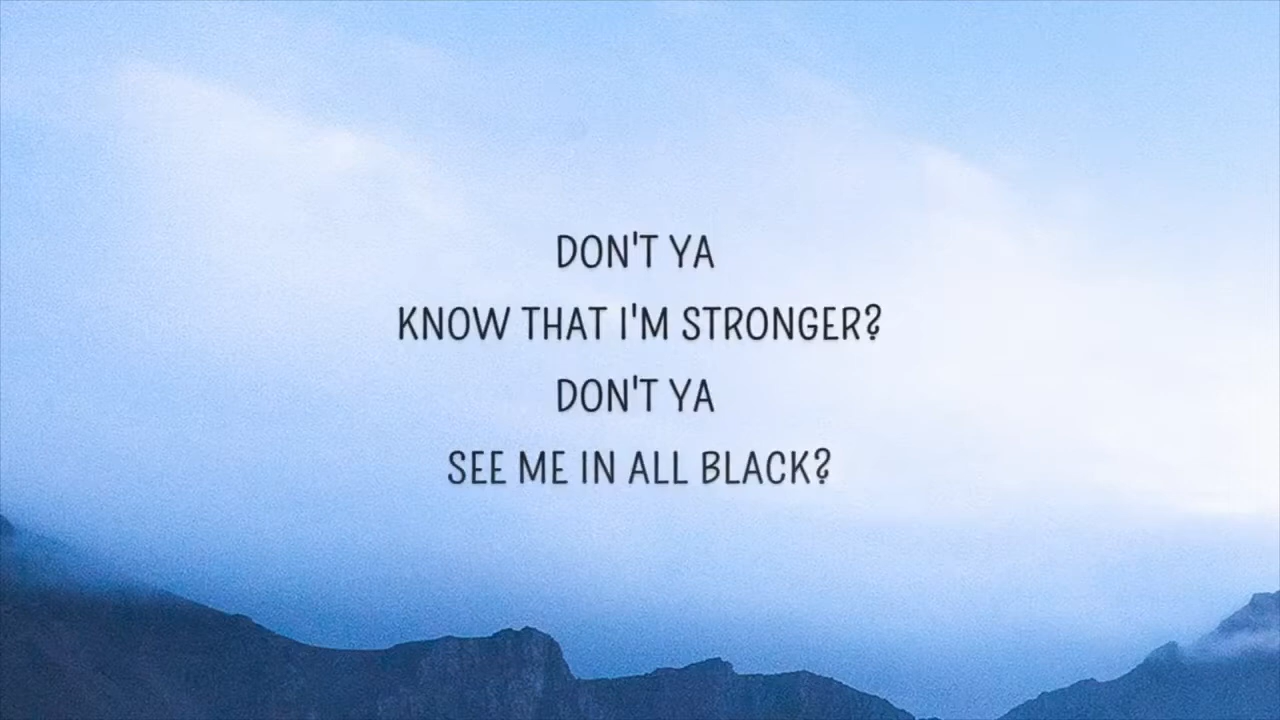 DON'T YA
KNOW THAT I'M STRONGER?
DON'T YA
SEE ME IN ALL BLACK?